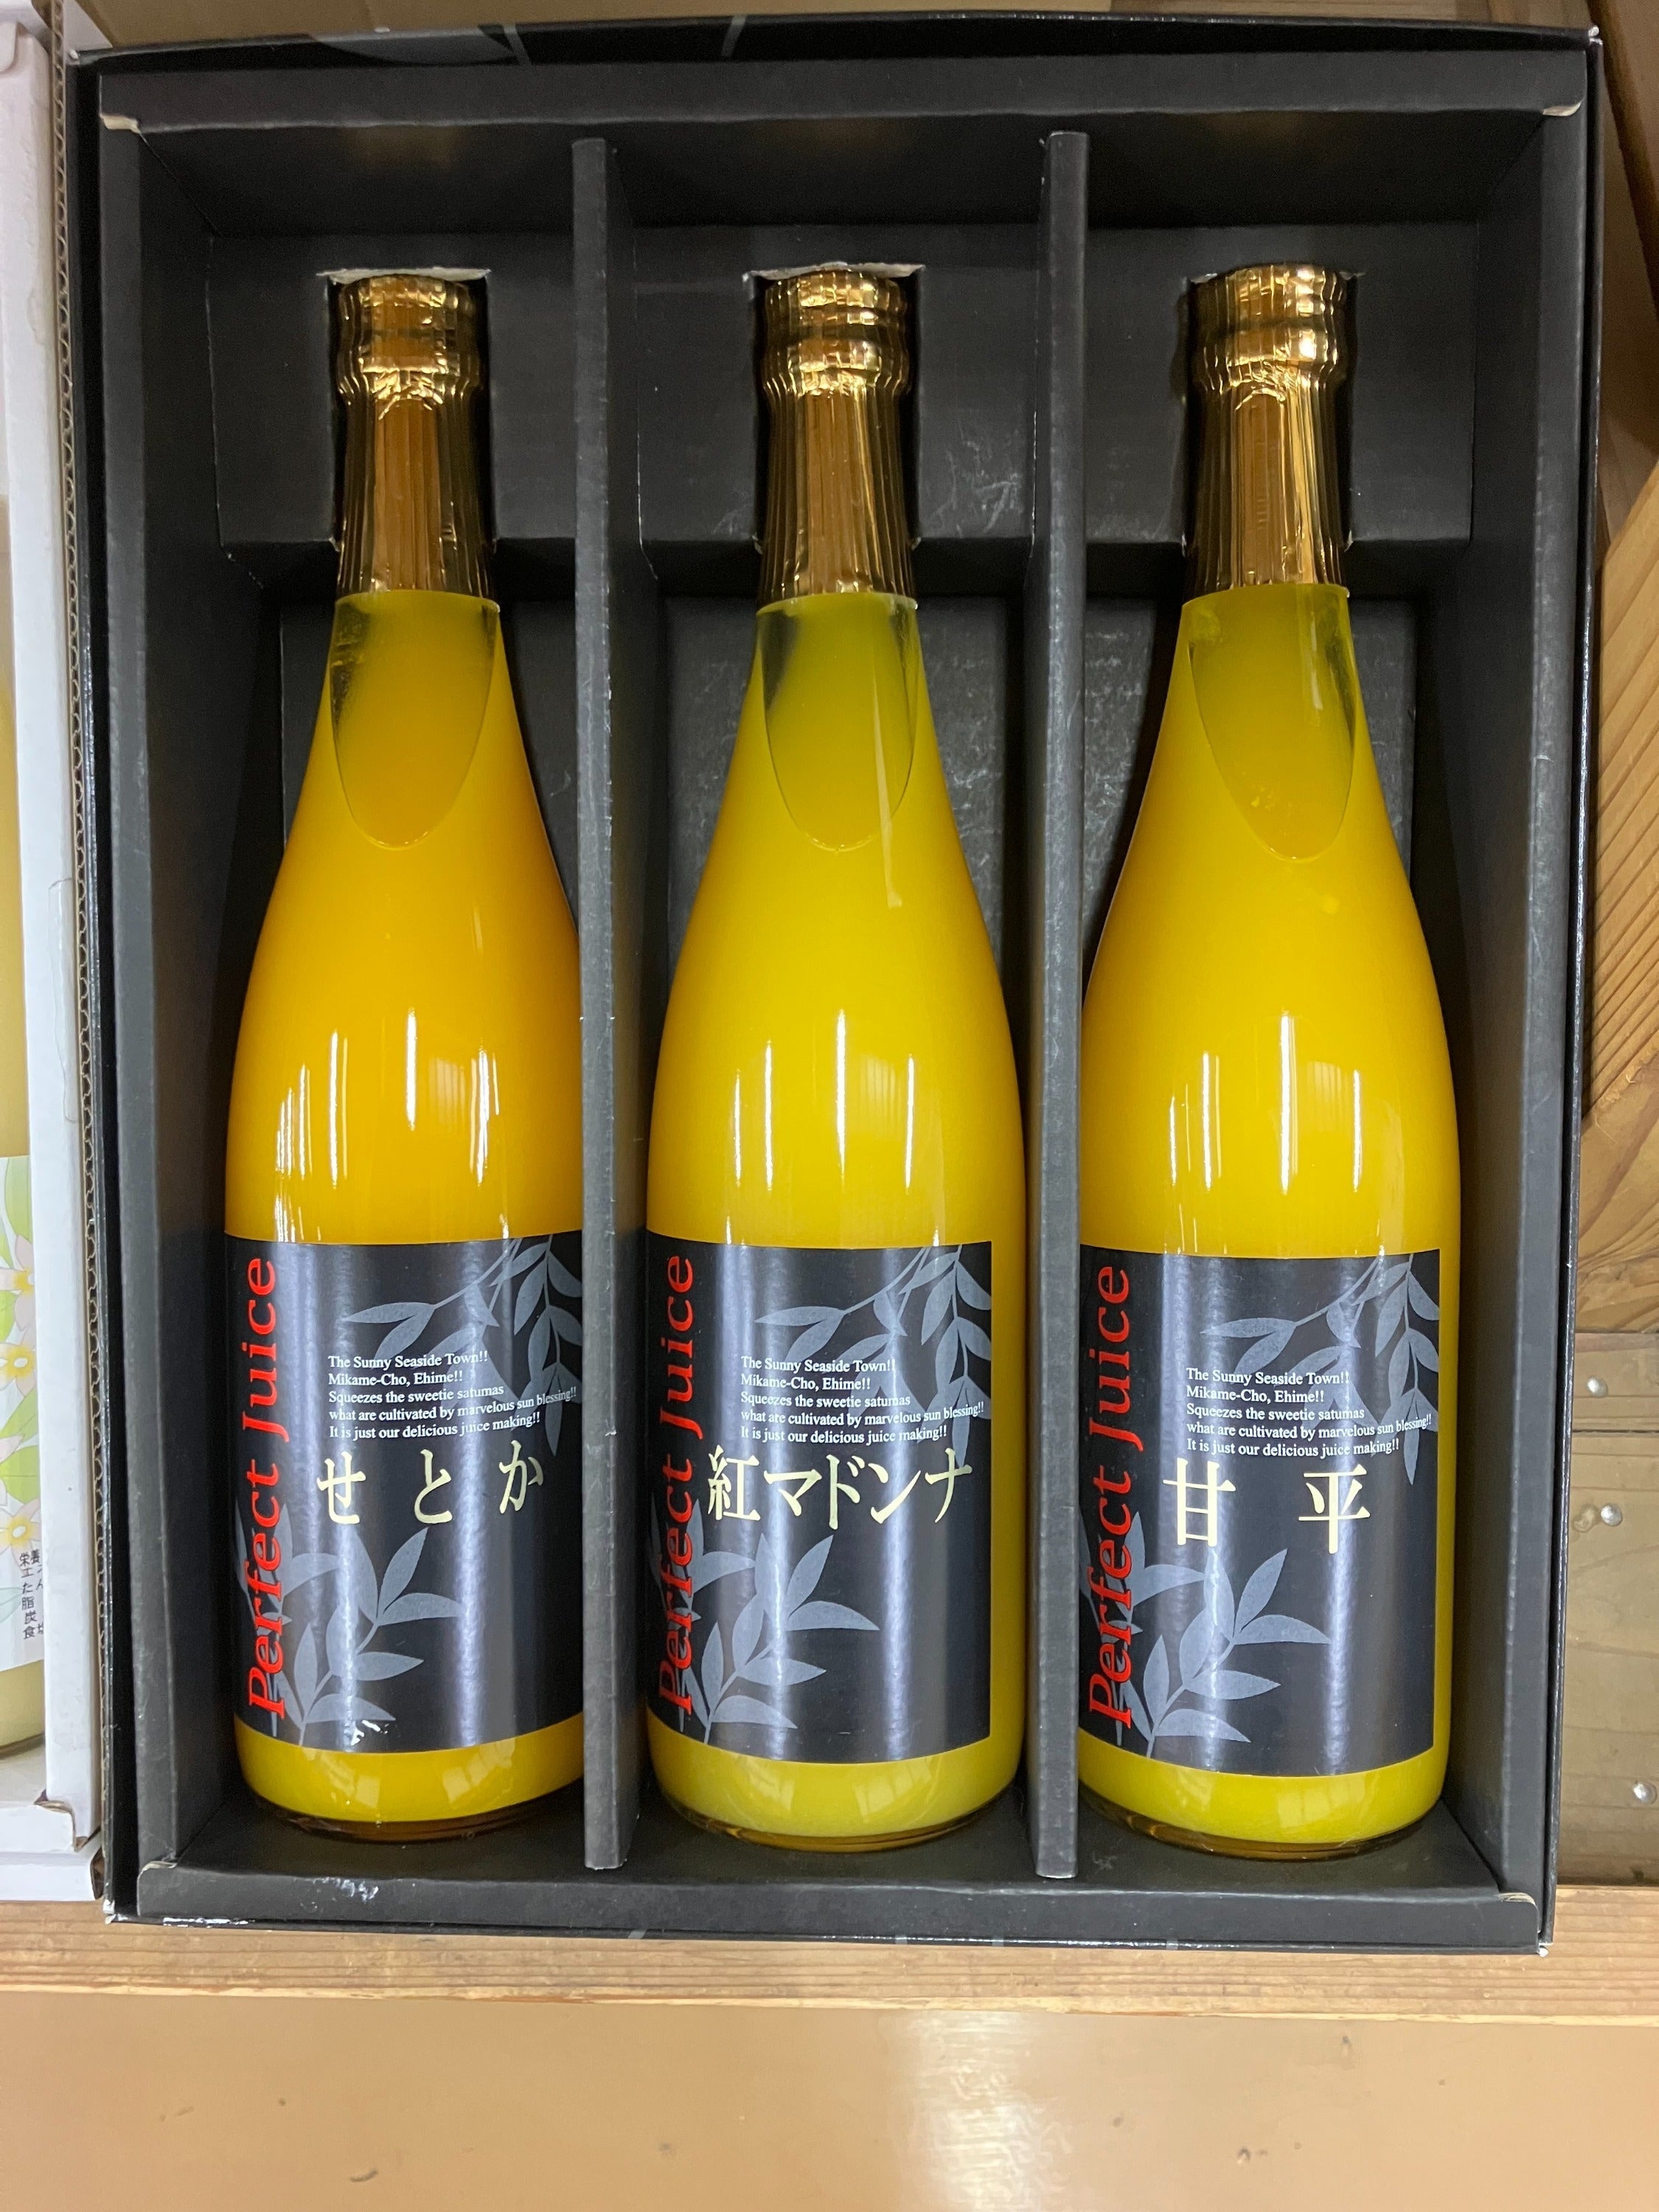 Perfect Juice
The Sunny Seaside Town!!
Mikame-Cho, Ehime!!
Squeezes the sweetie satumas
what are cultivated by marvelous sun blessing!!
It is just our delicious juice making!!
せとか
Perfect Juice
The Sunny Seaside Town!!
Mikame-Cho, Ehime!!
Squeezes the sweetie satumas
what are cultivated by marvelous sun blessing!!
It is just our delicious juice making!!
紅マドンナ
Perfect Juice
The Sunny Seaside Town!!
Mikame-Cho, Ehime!!
Squeezes the sweetie satumas
what are cultivated by marvelous sun blessing!!
It is just our delicious juice making!!
甘平